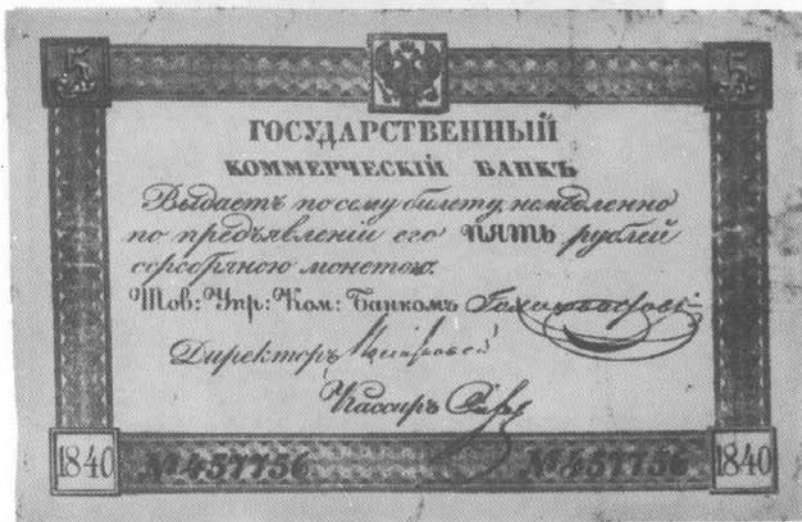 5 5
ГОСУДАРСТВЕННЫЙ
КОММЕРЧЕСКІЙ БАНКЪ
Выдаетъ по сему билету, немедленно
по предъявленіи его ПЯТЬ рублей
серебряною монетою.
Тов: Упр: Ком: Банкомъ
Директоръ
Кассиръ
1840 № 457756 № 457756 1840